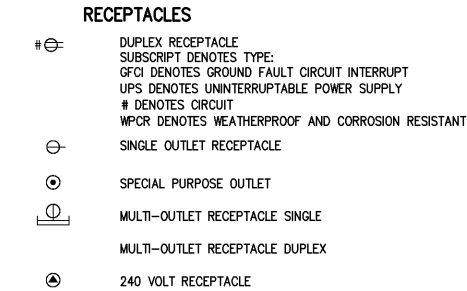 RECEPTACLES
# DUPLEX RECEPTACLE
SUBSCRIPT DENOTES TYPE:
GFCI DENOTES GROUND FAULT CIRCUIT INTERRUPT
UPS DENOTES UNINTERRUPTABLE POWER SUPPLY
# DENOTES CIRCUIT
WPCR DENOTES WEATHERPROOF AND CORROSION RESISTANT
SINGLE OUTLET RECEPTACLE
SPECIAL PURPOSE OUTLET
MULTI-OUTLET RECEPTACLE SINGLE
MULTI-OUTLET RECEPTACLE DUPLEX
240 VOLT RECEPTACLE